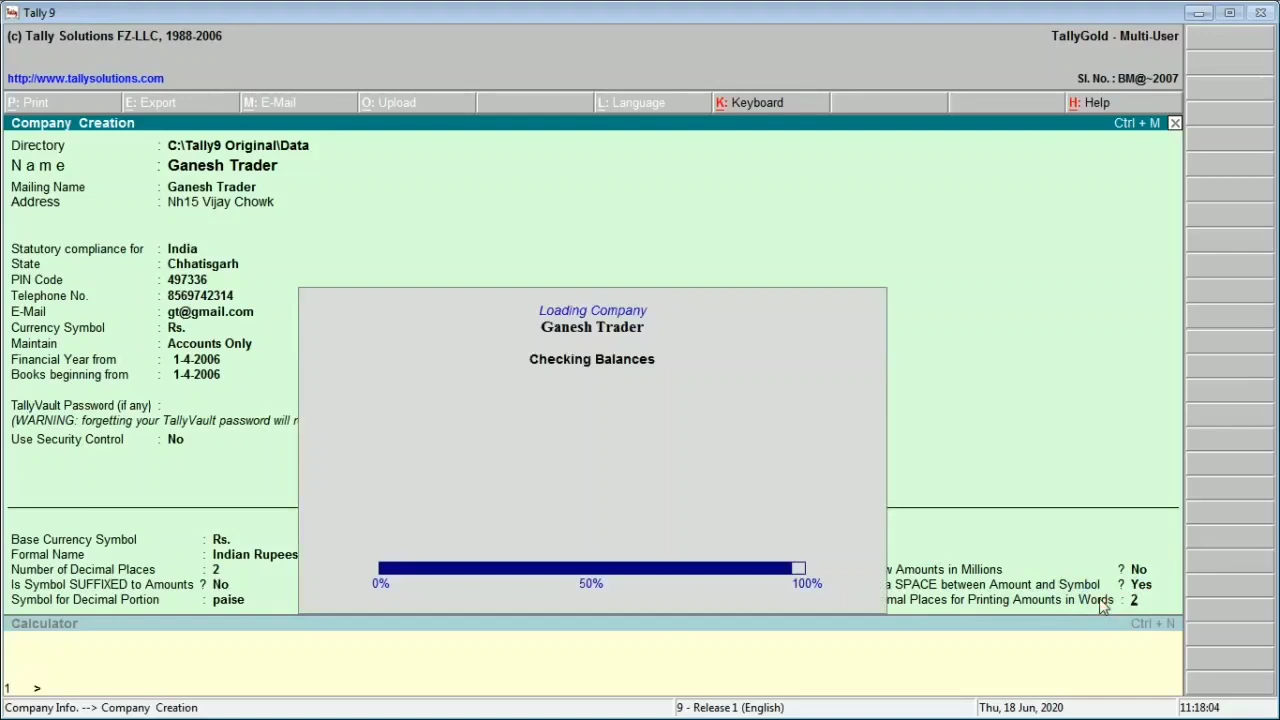 Tally 9
(c) Tally Solutions FZ-LLC, 1988-2006 TallyGold - Multi-User
http://www.tallysolutions.com Sl. No. : BM@~2007
P: Print E: Export M: E-Mail O: Upload L: Language K: Keyboard H: Help
Company Creation Ctrl + M
Directory : C:\Tally9 Original\Data
Name : Ganesh Trader
Mailing Name : Ganesh Trader
Address : Nh15 Vijay Chowk
Statutory compliance for : India
State : Chhatisgarh
PIN Code : 497336
Telephone No. : 8569742314
E-Mail : gt@gmail.com
Currency Symbol : Rs.
Maintain : Accounts Only
Financial Year from : 1-4-2006
Books beginning from : 1-4-2006
TallyVault Password (if any) :
(WARNING: forgetting your TallyVault password will
Use Security Control : No
Loading Company
Ganesh Trader
Checking Balances
0% 50% 100%
Base Currency Symbol : Rs.
Formal Name : Indian Rupees
Number of Decimal Places : 2
Is Symbol SUFFIXED to Amounts ? No
Symbol for Decimal Portion : paise
Amounts in Millions ? No
SPACE between Amount and Symbol ? Yes
Places for Printing Amounts in Words : 2
Calculator Ctrl + N
1 >
Company Info. --> Company Creation 9 - Release 1 (English) Thu, 18 Jun, 2020 11:18:04